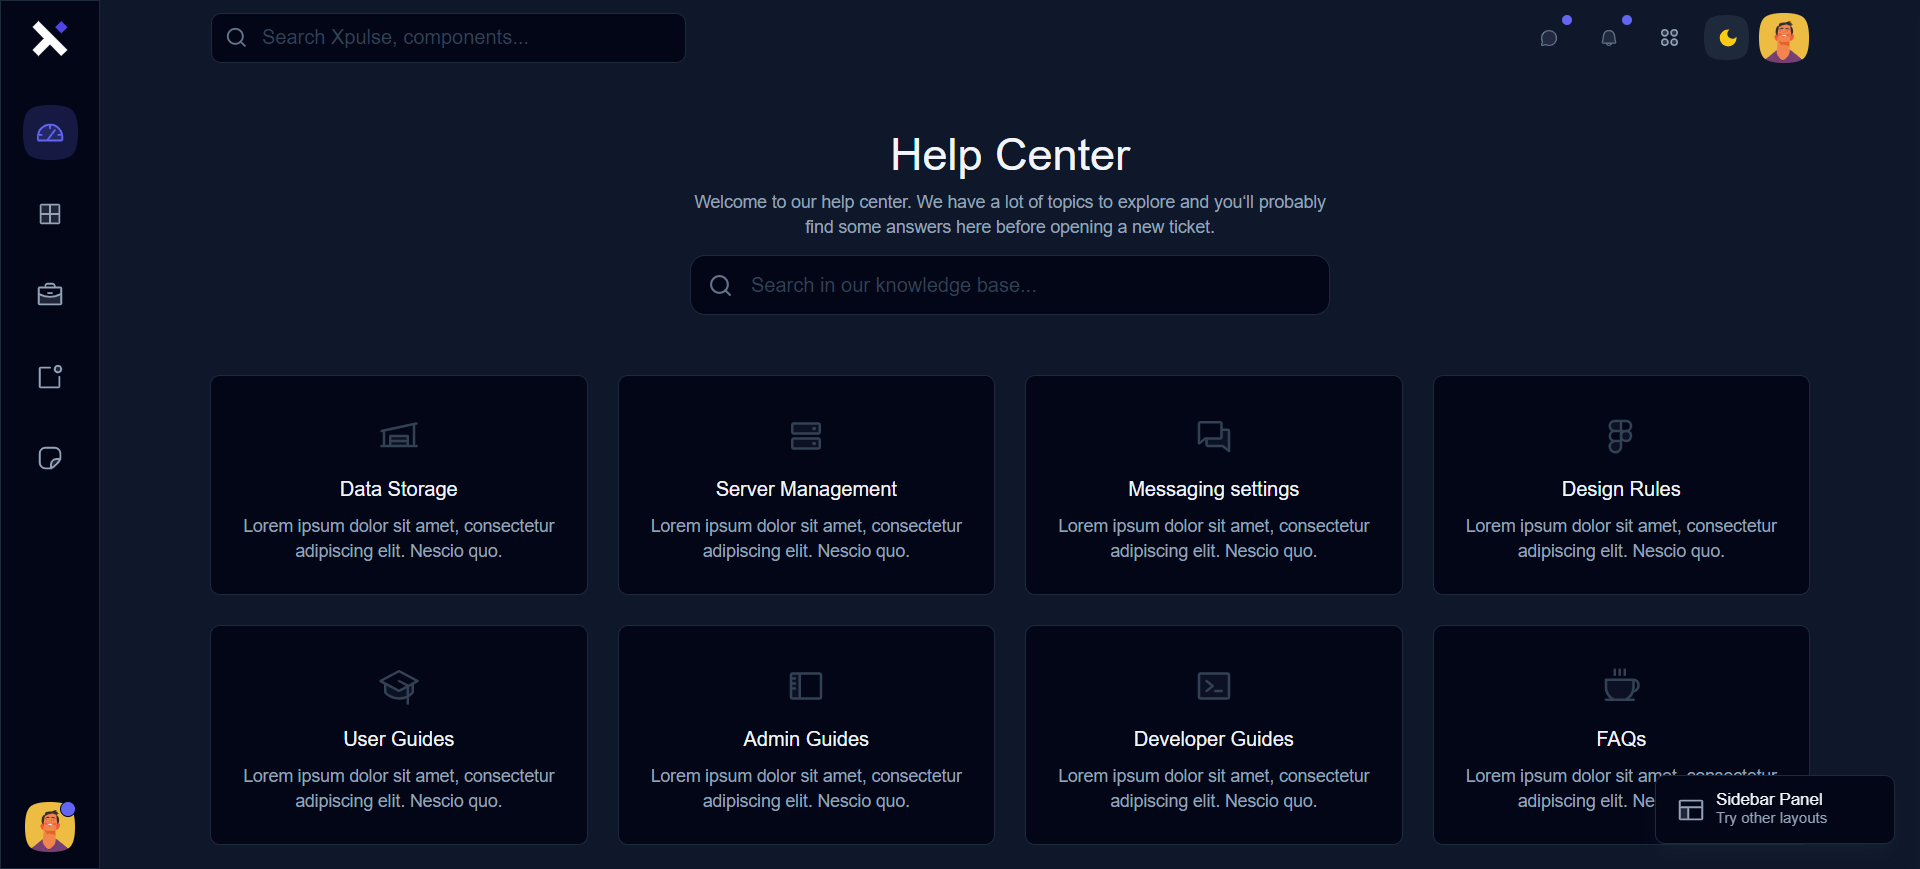 Search Xpulse, components...
Help Center
Welcome to our help center. We have a lot of topics to explore and you'll probably
find some answers here before opening a new ticket.
Search in our knowledge base...
Data Storage
Lorem ipsum dolor sit amet, consectetur
adipiscing elit. Nescio quo.
Server Management
Lorem ipsum dolor sit amet, consectetur
adipiscing elit. Nescio quo.
Messaging settings
Lorem ipsum dolor sit amet, consectetur
adipiscing elit. Nescio quo.
Design Rules
Lorem ipsum dolor sit amet, consectetur
adipiscing elit. Nescio quo.
User Guides
Lorem ipsum dolor sit amet, consectetur
adipiscing elit. Nescio quo.
Admin Guides
Lorem ipsum dolor sit amet, consectetur
adipiscing elit. Nescio quo.
Developer Guides
Lorem ipsum dolor sit amet, consectetur
adipiscing elit. Nescio quo.
FAQs
Lorem ipsum dolor sit
adipiscing elit.
Sidebar Panel
Try other layouts